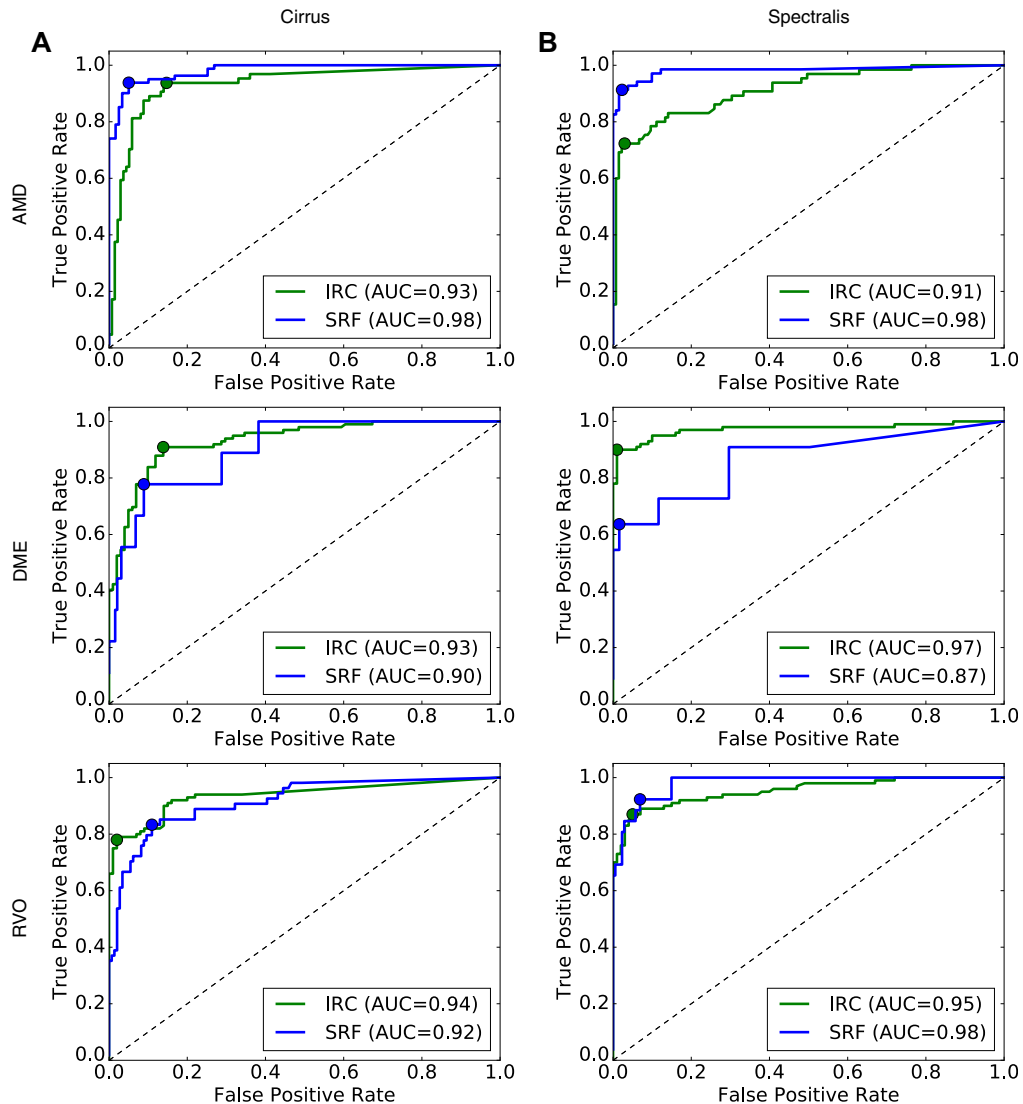 Cirrus
Spectralis
A
B
AMD
True Positive Rate
1.0
0.8
0.6
0.4
0.2
0.0
IRC (AUC=0.93)
SRF (AUC=0.98)
0.0 0.2 0.4 0.6 0.8 1.0
False Positive Rate
True Positive Rate
1.0
0.8
0.6
0.4
0.2
0.0
IRC (AUC=0.91)
SRF (AUC=0.98)
0.0 0.2 0.4 0.6 0.8 1.0
False Positive Rate
DME
True Positive Rate
1.0
0.8
0.6
0.4
0.2
0.0
IRC (AUC=0.93)
SRF (AUC=0.90)
0.0 0.2 0.4 0.6 0.8 1.0
False Positive Rate
True Positive Rate
1.0
0.8
0.6
0.4
0.2
0.0
IRC (AUC=0.97)
SRF (AUC=0.87)
0.0 0.2 0.4 0.6 0.8 1.0
False Positive Rate
RVO
True Positive Rate
1.0
0.8
0.6
0.4
0.2
0.0
IRC (AUC=0.94)
SRF (AUC=0.92)
0.0 0.2 0.4 0.6 0.8 1.0
False Positive Rate
True Positive Rate
1.0
0.8
0.6
0.4
0.2
0.0
IRC (AUC=0.95)
SRF (AUC=0.98)
0.0 0.2 0.4 0.6 0.8 1.0
False Positive Rate